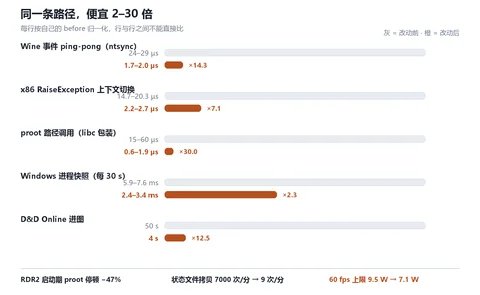 同一条路径，便宜 2–30 倍
每行按自己的 before 归一化，行与行之间不能直接比
灰 = 改动前 · 橙 = 改动后
Wine 事件 ping-pong（ntsync）
24–29 μs
1.7–2.0 μs ×14.3
x86 RaiseException 上下文切换
14.7–20.3 μs
2.2–2.7 μs ×7.1
proot 路径调用（libc 包装）
15–60 μs
0.6–1.9 μs ×30.0
Windows 进程快照（每 30 s）
5.9–7.6 ms
2.4–3.4 ms ×2.3
D&D Online 进图
50 s
4 s ×12.5
RDR2 启动期 proot 停顿 −47% 状态文件拷贝 7000 次/分 → 9 次/分 60 fps 上限 9.5 W → 7.1 W